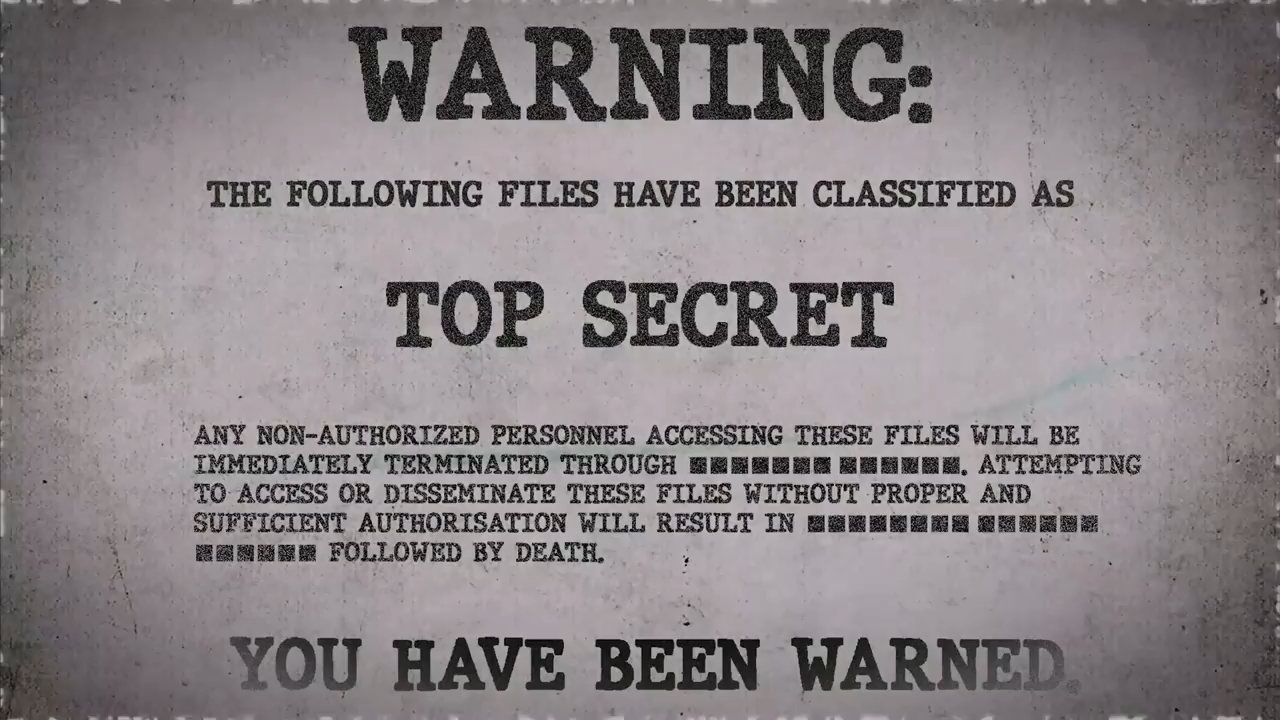 WARNING:
THE FOLLOWING FILES HAVE BEEN CLASSIFIED AS
TOP SECRET
ANY NON-AUTHORIZED PERSONNEL ACCESSING THESE FILES WILL BE
IMMEDIATELY TERMINATED THROUGH ■■■■■■■ ■■■■■■. ATTEMPTING
TO ACCESS OR DISSEMINATE THESE FILES WITHOUT PROPER AND
SUFFICIENT AUTHORISATION WILL RESULT IN ■■■■■■■■ ■■■■■■
■■■■■■ FOLLOWED BY DEATH.
YOU HAVE BEEN WARNED.